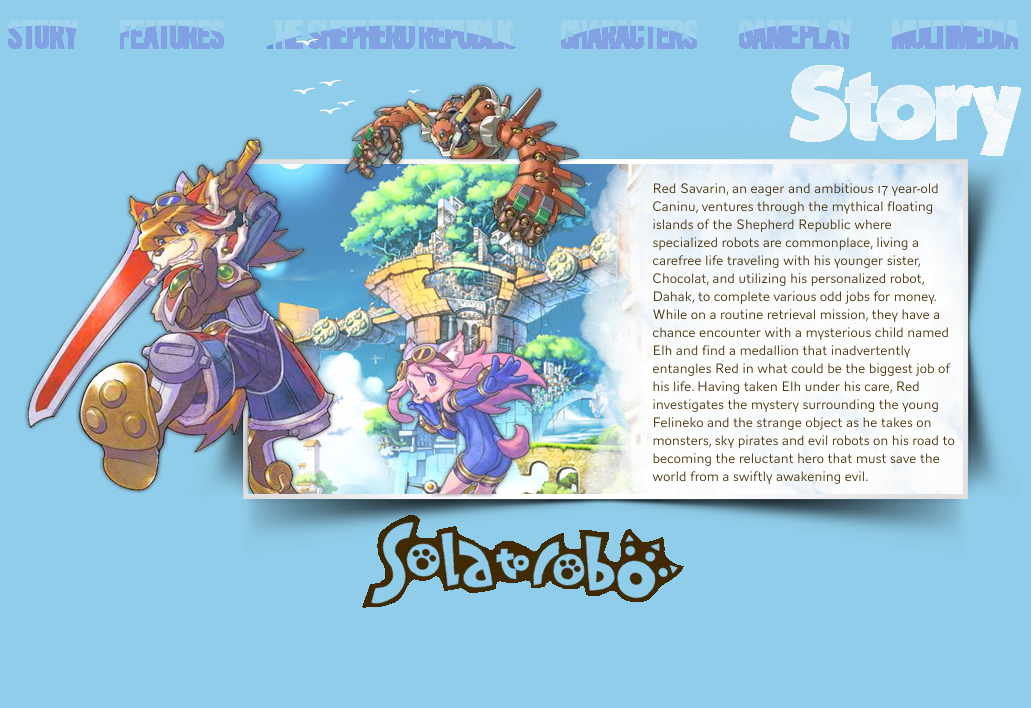 STORY FEATURES THE SHEPHERD REPUBLIC CHARACTERS GAMEPLAY MULTIMEDIA
Story
Red Savarin, an eager and ambitious 17 year-old
Caninu, ventures through the mythical floating
islands of the Shepherd Republic where
specialized robots are commonplace, living a
carefree life traveling with his younger sister,
Chocolat, and utilizing his personalized robot,
Dahak, to complete various odd jobs for money.
While on a routine retrieval mission, they have a
chance encounter with a mysterious child named
Elh and find a medallion that inadvertently
entangles Red in what could be the biggest job of
his life. Having taken Elh under his care, Red
investigates the mystery surrounding the young
Felineko and the strange object as he takes on
monsters, sky pirates and evil robots on his road to
becoming the reluctant hero that must save the
world from a swiftly awakening evil.
Solatorobo